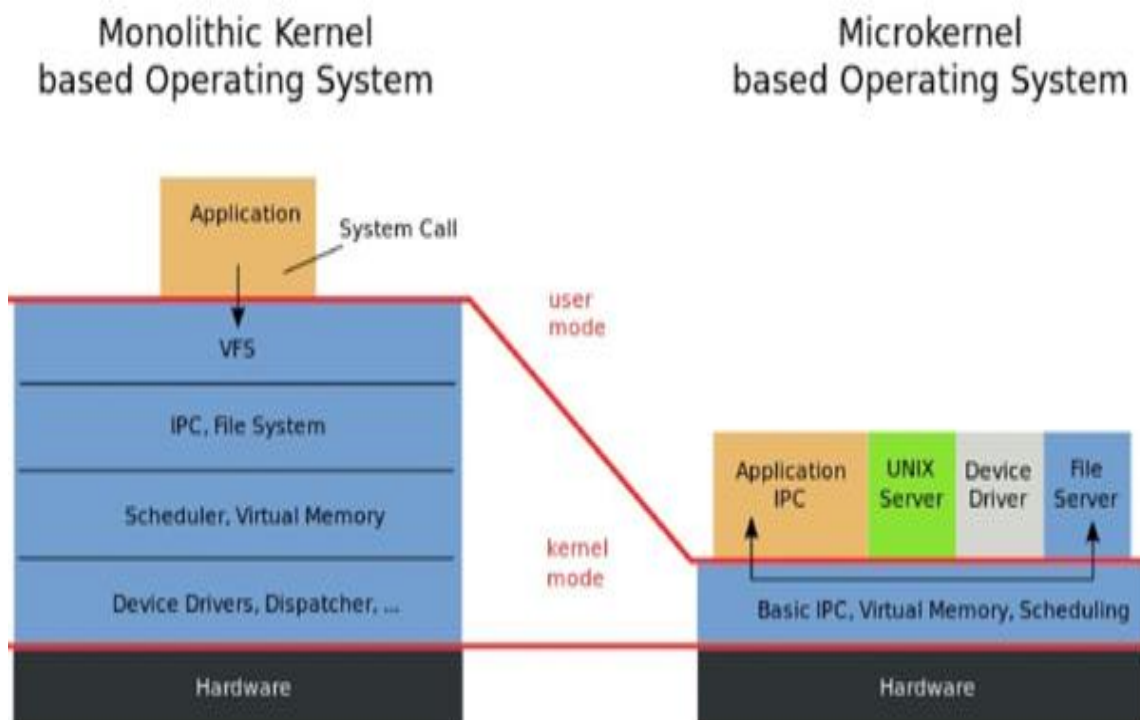 Monolithic Kernel
based Operating System
Microkernel
based Operating System
Application
System Call
VFS
IPC, File System
Scheduler, Virtual Memory
Device Drivers, Dispatcher, ...
Hardware
user
mode
kernel
mode
Application
IPC
UNIX
Server
Device
Driver
File
Server
Basic IPC, Virtual Memory, Scheduling
Hardware